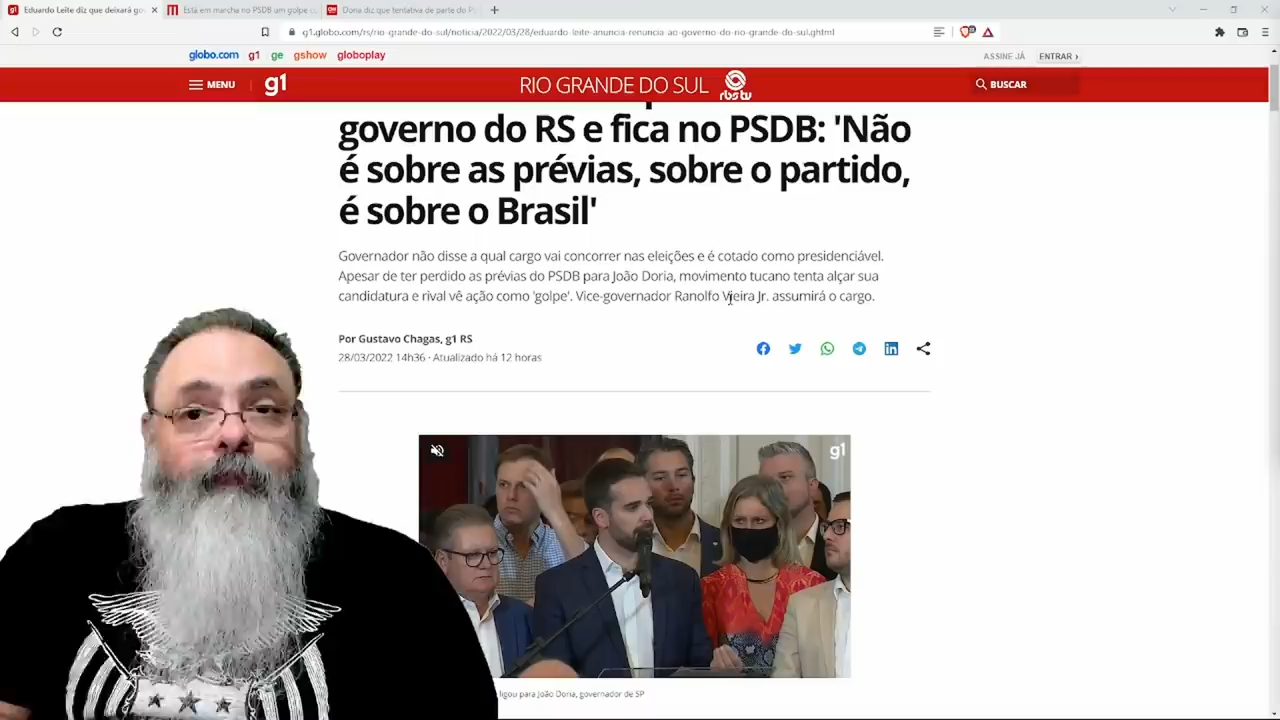 Eduardo Leite diz que deixará gov
Está em marcha no PSDB um golpe co
Doria diz que tentativa de parte do PS
g1.globo.com/rs/rio-grande-do-sul/noticia/2022/03/28/eduardo-leite-anuncia-renuncia-ao-governo-do-rio-grande-do-sul.ghtml
globo.com g1 ge gshow globoplay
ASSINE JÁ ENTRAR ›
MENU g1 RIO GRANDE DO SUL rbs tv BUSCAR
governo do RS e fica no PSDB: 'Não
é sobre as prévias, sobre o partido,
é sobre o Brasil'
Governador não disse a qual cargo vai concorrer nas eleições e é cotado como presidenciável.
Apesar de ter perdido as prévias do PSDB para João Doria, movimento tucano tenta alçar sua
candidatura e rival vê ação como 'golpe'. Vice-governador Ranolfo Vieira Jr. assumirá o cargo.
Por Gustavo Chagas, g1 RS
28/03/2022 14h36 · Atualizado há 12 horas
g1
ligou para João Doria, governador de SP